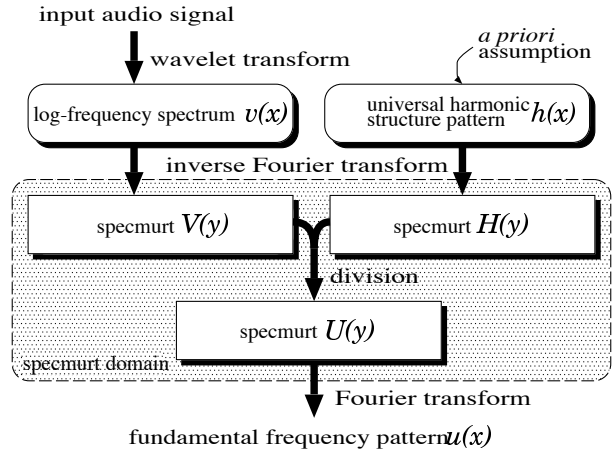 input audio signal
wavelet transform
a priori
assumption
log-frequency spectrum v(x)
universal harmonic
structure pattern h(x)
inverse Fourier transform
specmurt V(y)
specmurt H(y)
division
specmurt U(y)
specmurt domain
Fourier transform
fundamental frequency pattern u(x)